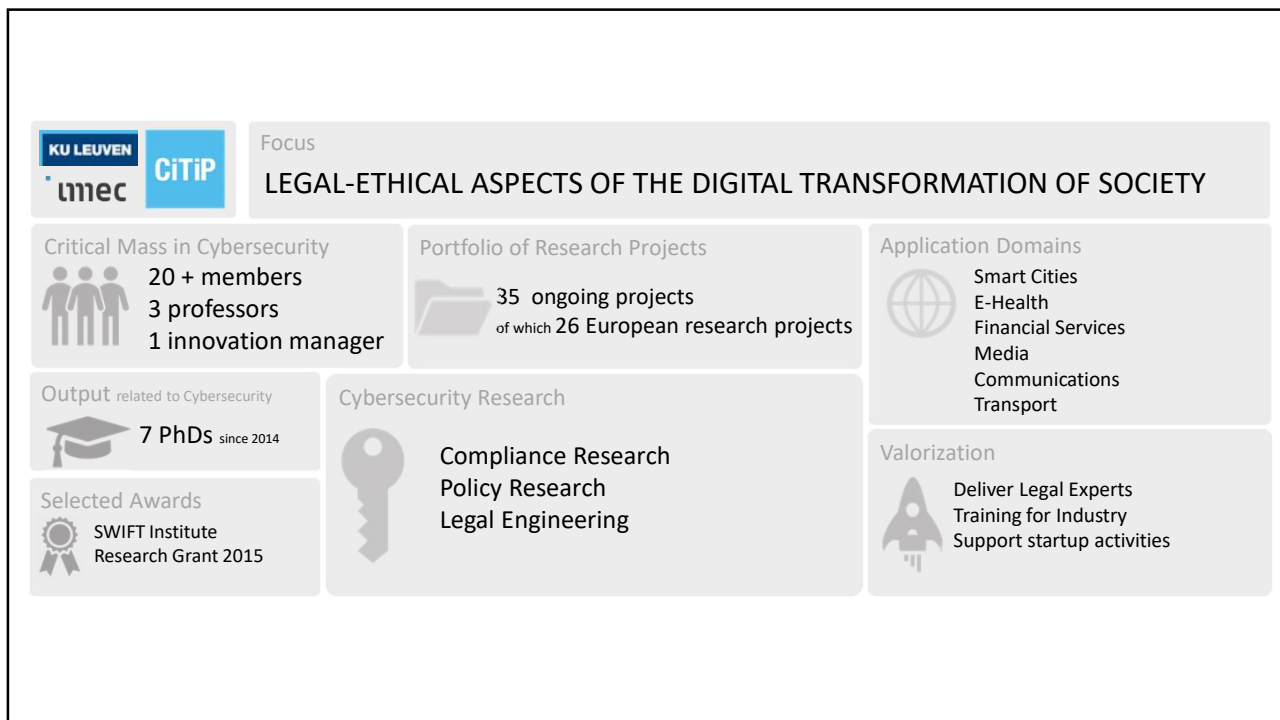 KU LEUVEN
imec
CiTiP
Focus
LEGAL-ETHICAL ASPECTS OF THE DIGITAL TRANSFORMATION OF SOCIETY
Critical Mass in Cybersecurity
20 + members
3 professors
1 innovation manager
Portfolio of Research Projects
35 ongoing projects
of which 26 European research projects
Application Domains
Smart Cities
E-Health
Financial Services
Media
Communications
Transport
Output related to Cybersecurity
7 PhDs since 2014
Cybersecurity Research
Compliance Research
Policy Research
Legal Engineering
Valorization
Deliver Legal Experts
Training for Industry
Support startup activities
Selected Awards
SWIFT Institute
Research Grant 2015